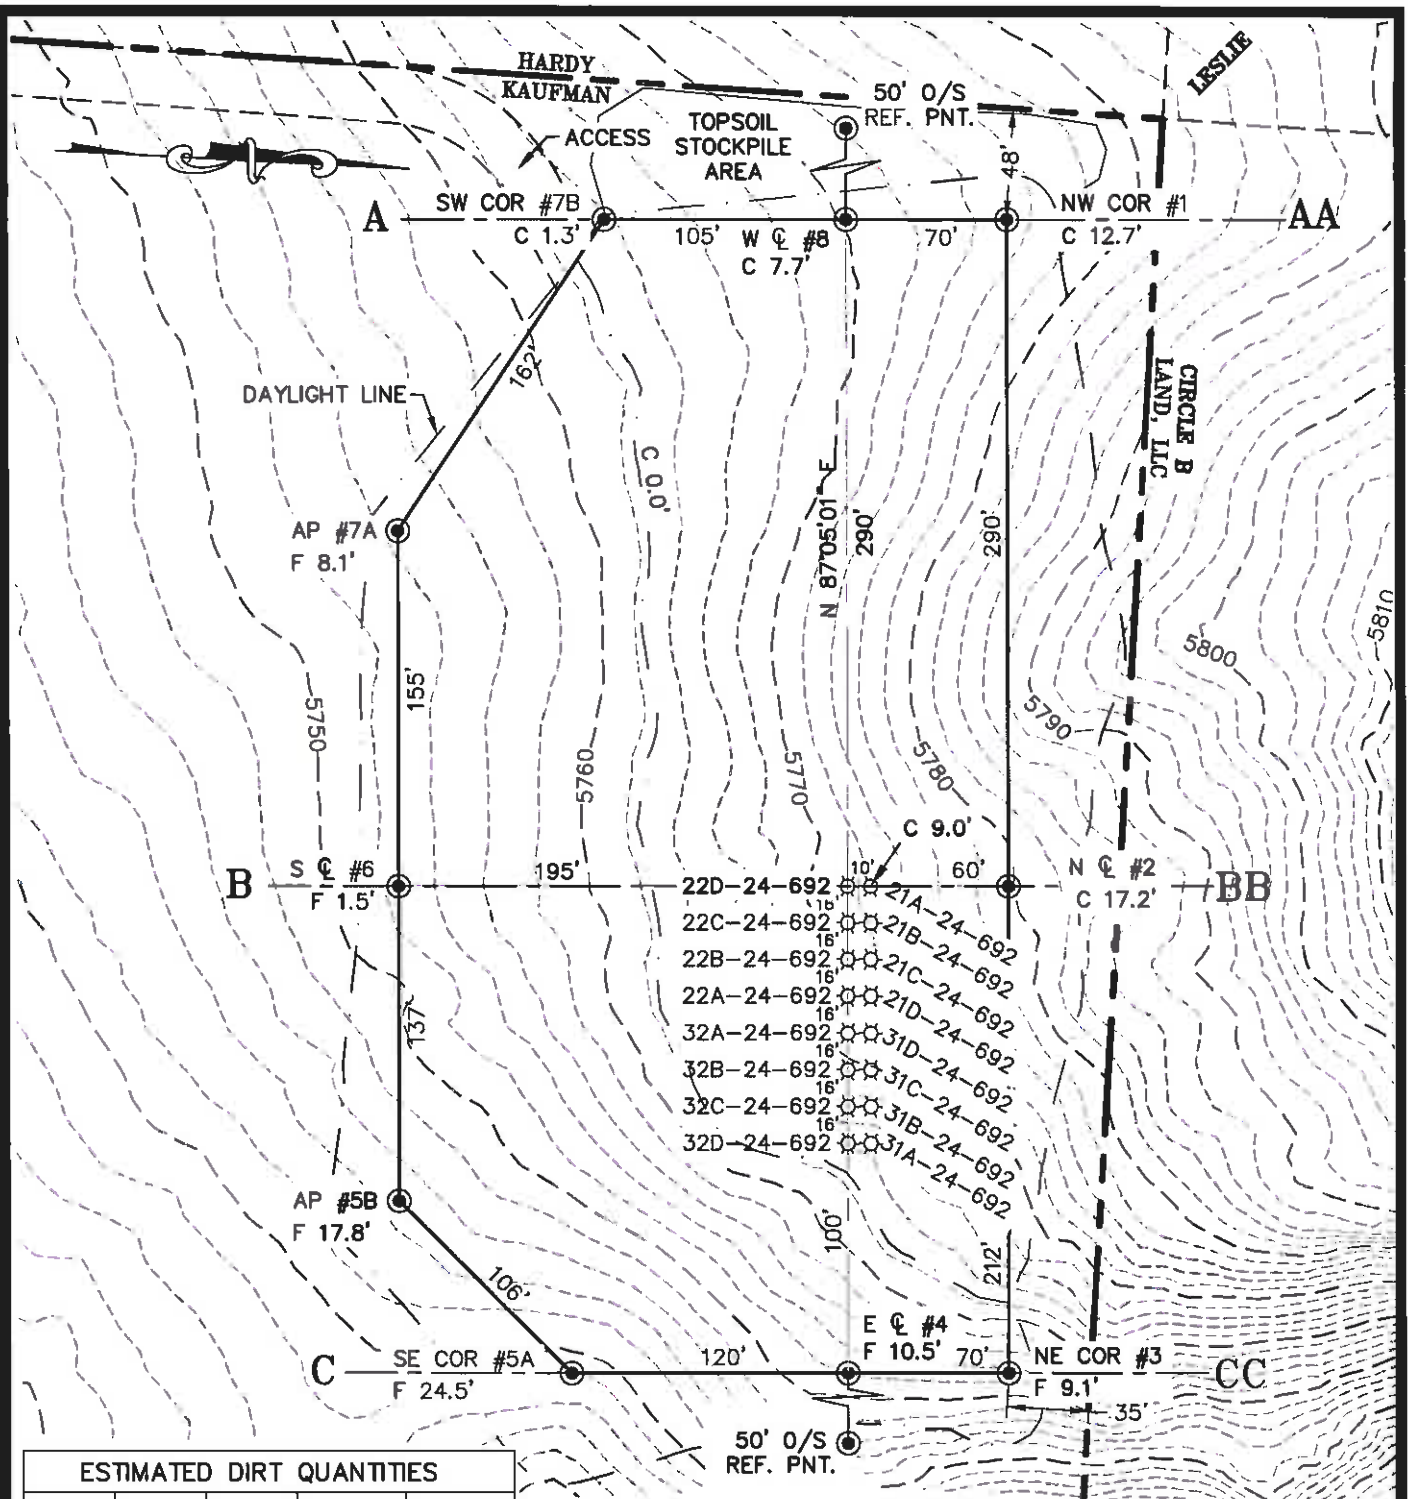 HARDY
KAUFMAN
LESLIE
50' O/S
REF. PNT.
ACCESS
TOPSOIL
STOCKPILE
AREA
48'
A
SW COR #7B
C 1.3'
105'
W ℄ #8
C 7.7'
70'
NW COR #1
C 12.7'
AA
162'
DAYLIGHT LINE
CIRCLE B
LAND, LLC
C 0.0'
AP #7A
F 8.1'
N 87°05'01" E
290'
290'
155'
5750
5760
5770
5780
5790
5800
5810
C 9.0'
B
S ℄ #6
F 1.5'
195'
10'
60'
N ℄ #2
C 17.2'
BB
22D-24-692
21A-24-692
16'
22C-24-692
21B-24-692
16'
22B-24-692
21C-24-692
16'
22A-24-692
21D-24-692
16'
32A-24-692
31D-24-692
16'
32B-24-692
31C-24-692
16'
32C-24-692
31B-24-692
16'
32D-24-692
31A-24-692
137'
AP #5B
F 17.8'
100'
212'
106'
C
SE COR #5A
F 24.5'
120'
E ℄ #4
F 10.5'
70'
NE COR #3
F 9.1'
CC
35'
50' O/S
REF. PNT.
ESTIMATED DIRT QUANTITIES